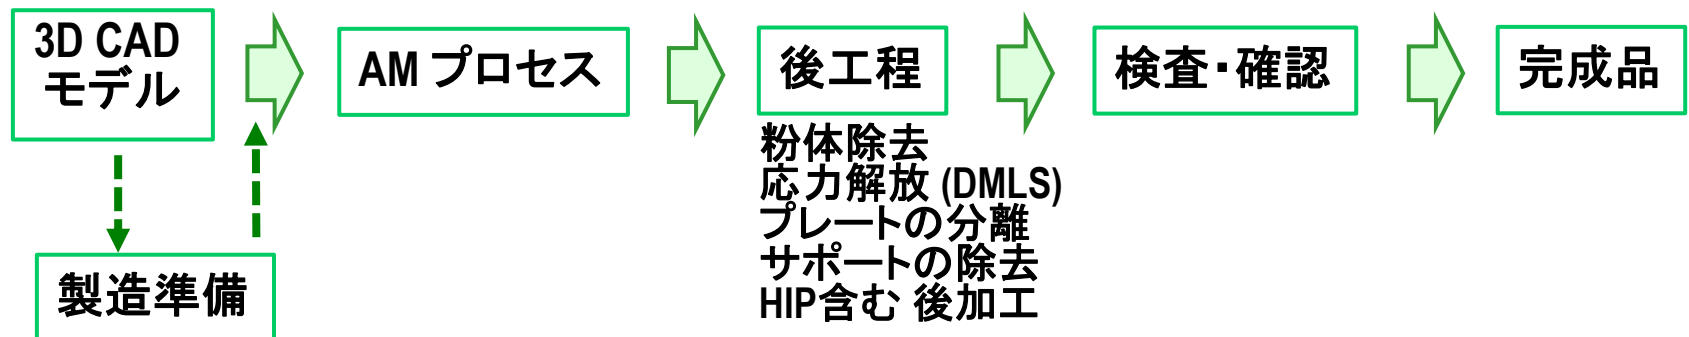 3D CAD
モデル
製造準備
AM プロセス
後工程
粉体除去
応力解放 (DMLS)
プレートの分離
サポートの除去
HIP含む 後加工
検査・確認
完成品